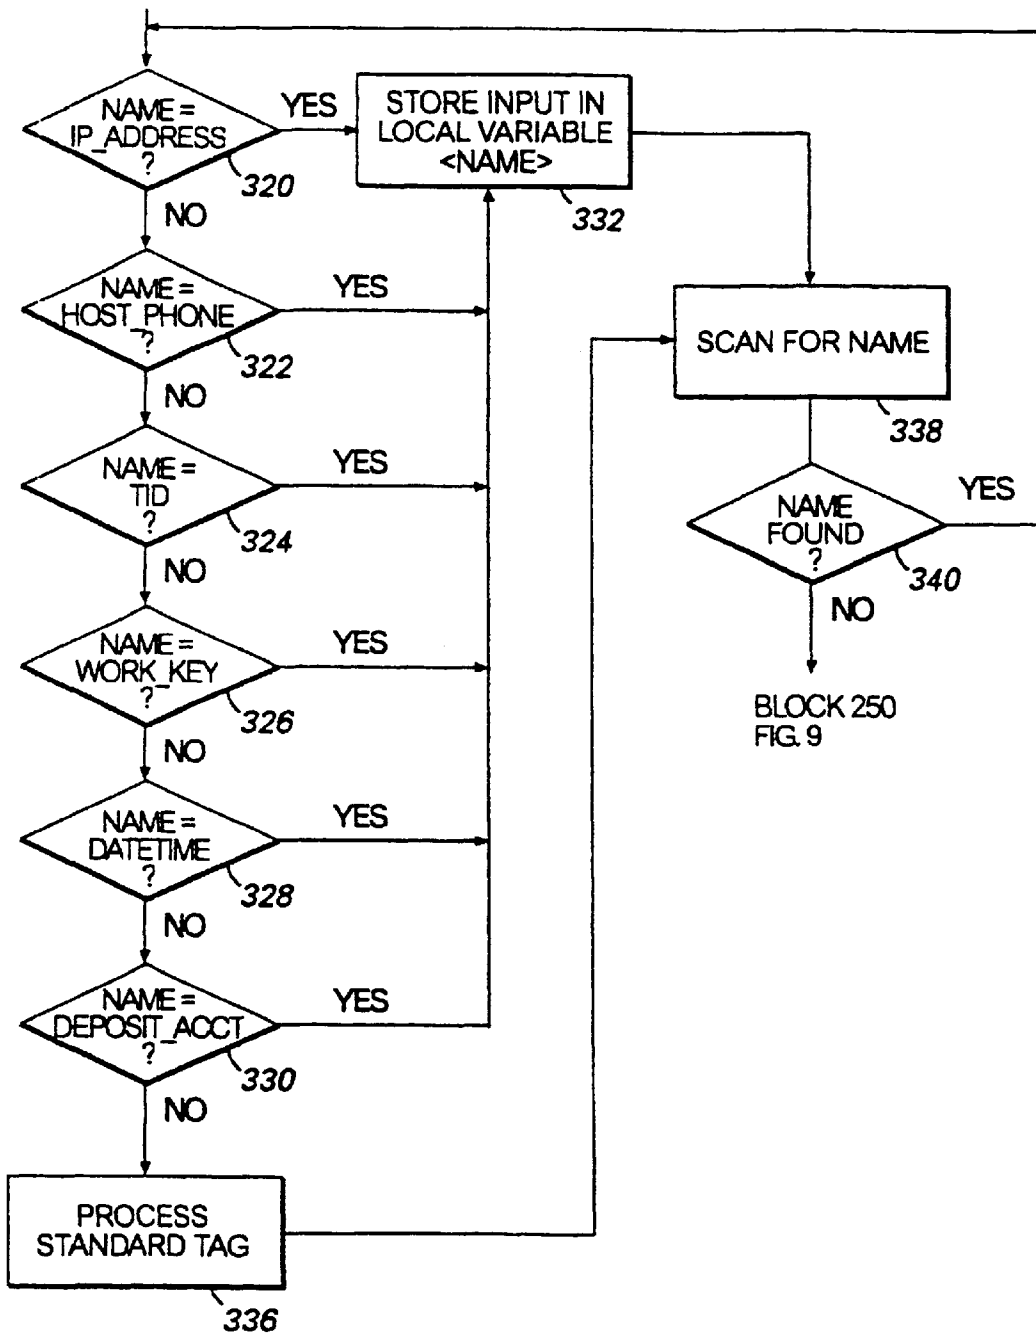 NAME =
IP_ADDRESS
?
320
YES
NO
STORE INPUT IN
LOCAL VARIABLE
<NAME>
332
NAME =
HOST_PHONE
?
322
YES
NO
SCAN FOR NAME
338
NAME =
TID
?
324
YES
NO
NAME
FOUND
?
340
YES
NO
BLOCK 250
FIG. 9
NAME =
WORK_KEY
?
326
YES
NO
NAME =
DATETIME
?
328
YES
NO
NAME =
DEPOSIT_ACCT
?
330
YES
NO
PROCESS
STANDARD TAG
336